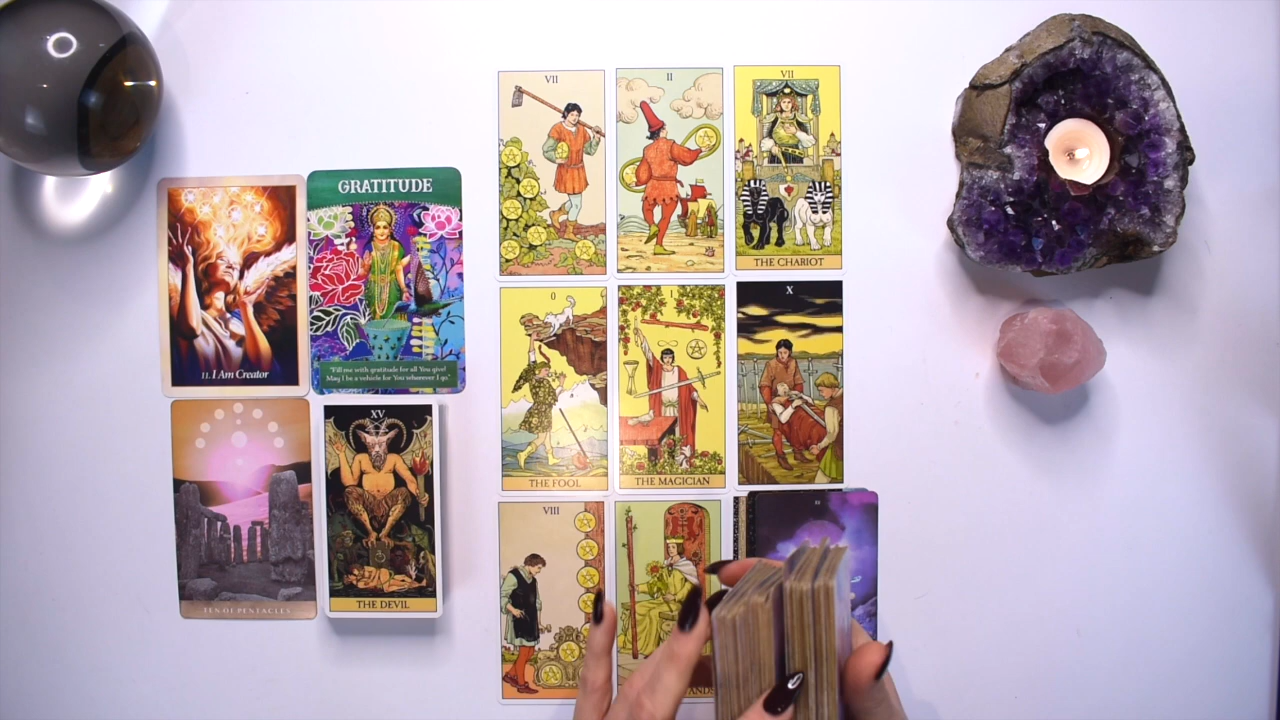 VII
II
VII
THE CHARIOT
11. I Am Creator
GRATITUDE
"Fill me with gratitude for all You give!
May I be a vehicle for You wherever I go."
0
THE FOOL
I
THE MAGICIAN
X
TEN OF PENTACLES
XV
THE DEVIL
VIII
ANDS